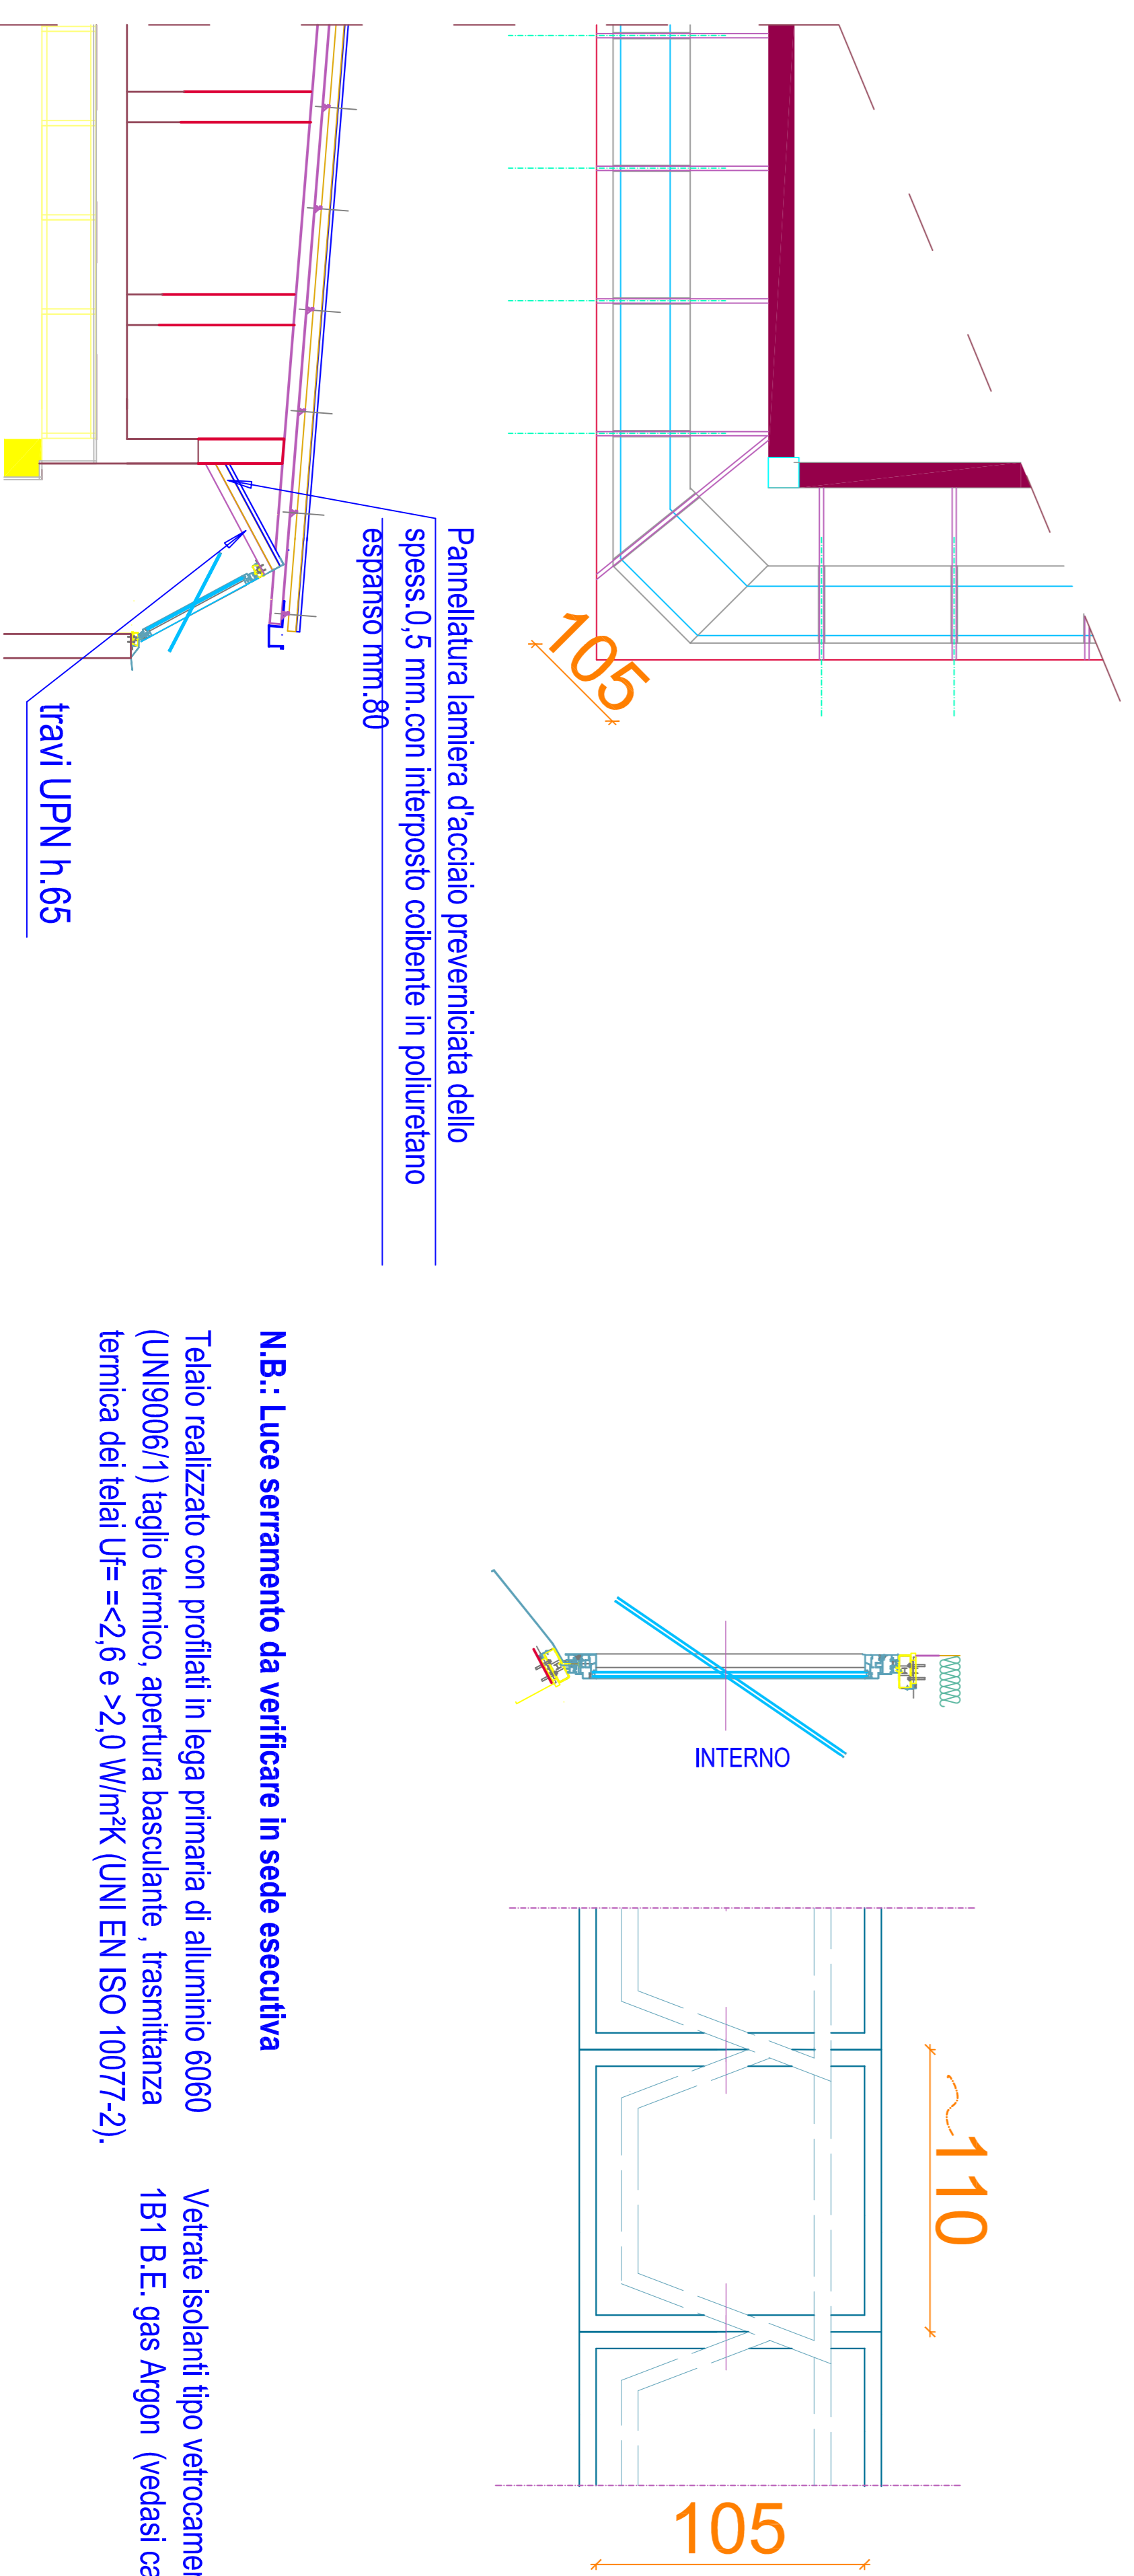 105
Pannellatura lamiera d'acciaio preverniciata dello
spess.0,5 mm.con interposto coibente in poliuretano
espanso mm.80
travi UPN h.65
INTERNO
~110
105
N.B.: Luce serramento da verificare in sede esecutiva
Telaio realizzato con profilati in lega primaria di alluminio 6060
(UNI9006/1) taglio termico, apertura basculante , trasmittanza
termica dei telai Uf= =<2,6 e >2,0 W/m²K (UNI EN ISO 10077-2).
Vetrate isolanti tipo
1B1 B.E. gas Argon (vedasi